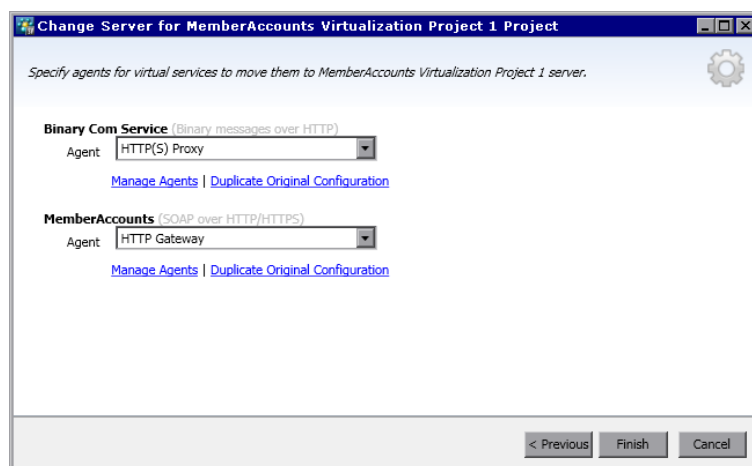 Change Server for MemberAccounts Virtualization Project 1 Project
Specify agents for virtual services to move them to MemberAccounts Virtualization Project 1 server.
Binary Com Service (Binary messages over HTTP)
Agent HTTP(S) Proxy
Manage Agents | Duplicate Original Configuration
MemberAccounts (SOAP over HTTP/HTTPS)
Agent HTTP Gateway
Manage Agents | Duplicate Original Configuration
< Previous Finish Cancel